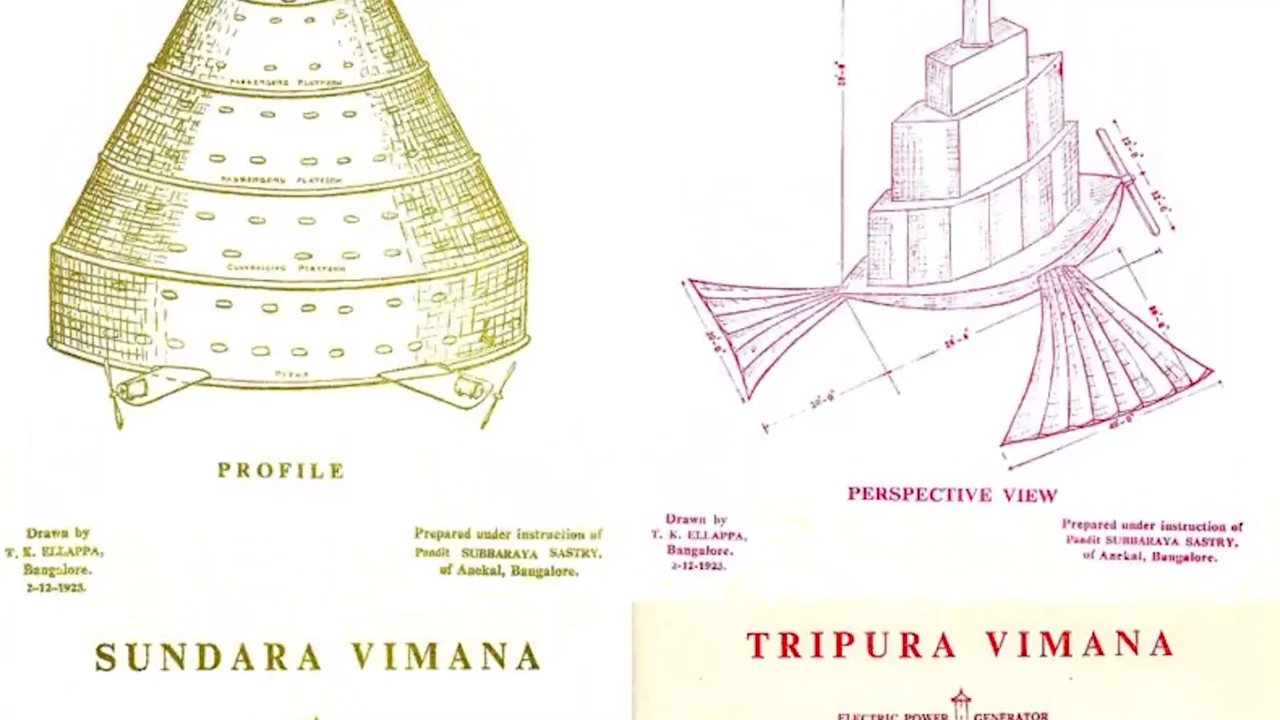 PASSENGERS PLATFORM
PASSENGERS PLATFORM
PLATFORM
PROFILE
Drawn by
T. K. ELLAPPA,
Bangalore.
2-12-1923.
Prepared under instruction of
Pandit SUBBARAYA SASTRY,
of Anekal, Bangalore.
SUNDARA VIMANA
PERSPECTIVE VIEW
Drawn by
T. K. ELLAPPA,
Bangalore.
2-12-1923.
Prepared under instruction of
Pandit SUBBARAYA SASTRY,
of Anekal, Bangalore.
TRIPURA VIMANA
ELECTRIC POWER GENERATOR